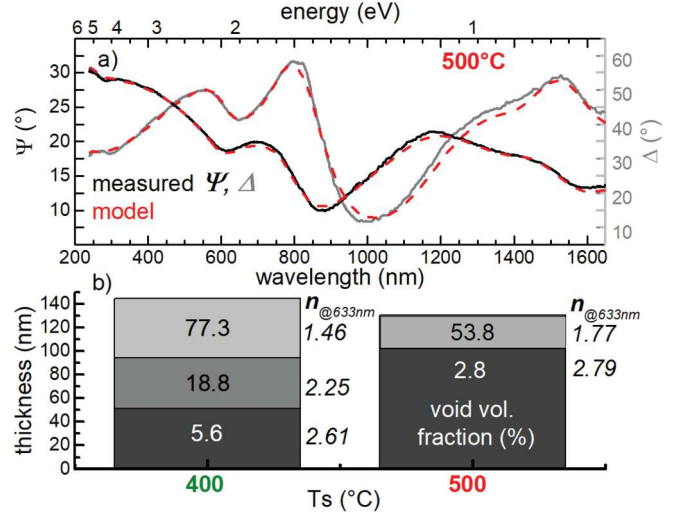 energy (eV)
6 5 4 3 2 1
a) 500°C
30
25
20
15
10
Ψ (°)
60
50
40
30
20
10
Δ (°)
measured Ψ, Δ
model
200 400 600 800 1000 1200 1400 1600
wavelength (nm)
b)
140
120
100
80
60
40
20
0
thickness (nm)
n@633nm n@633nm
77.3 1.46 53.8 1.77
18.8 2.25 2.8 2.79
void vol.
5.6 2.61 fraction (%)
400 500
Ts (°C)